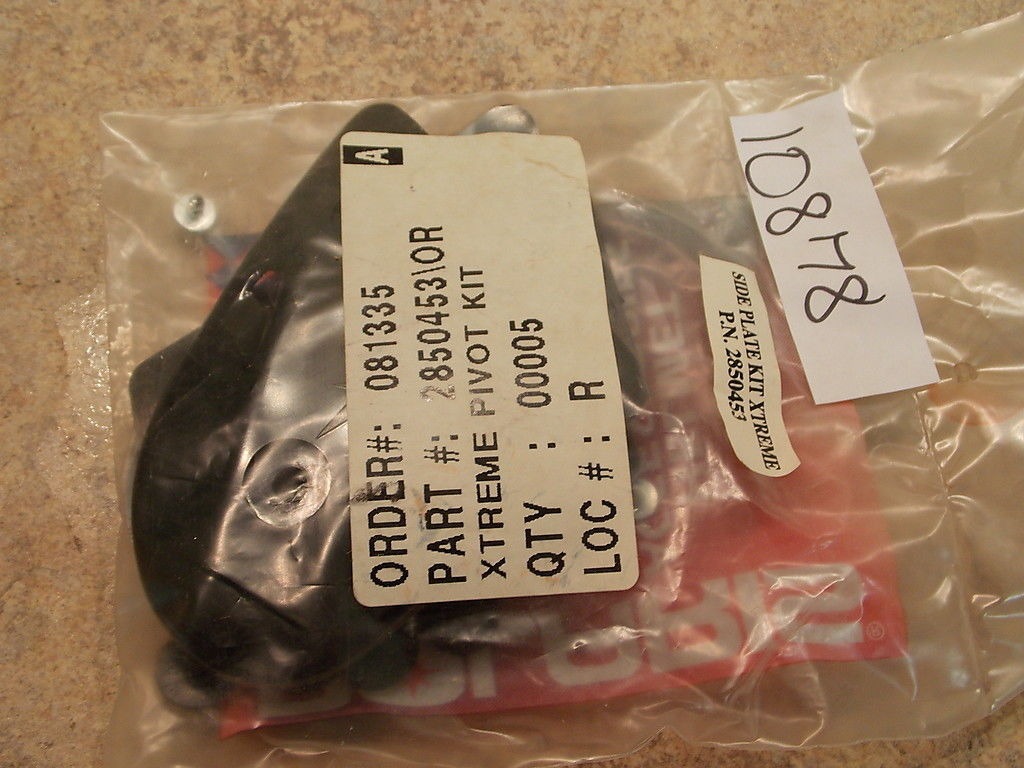 A
ORDER#: 081335
PART #: 2850453\OR
XTREME PIVOT KIT
QTY : 00005
LOC # : R
SIDE PLATE KIT XTREME
P.N. 2850453
10878